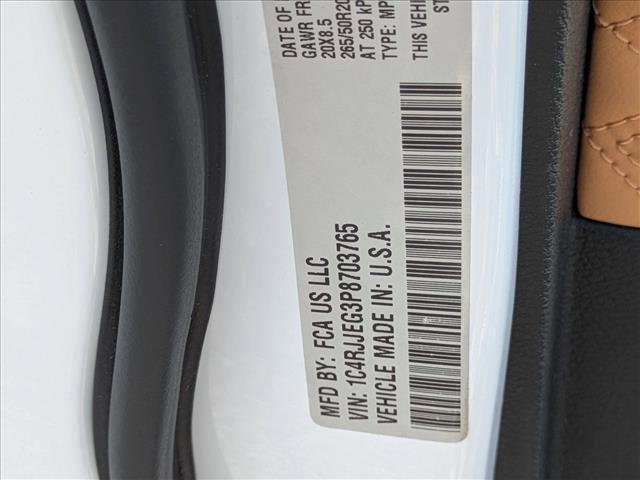 MFD BY: FCA US LLC
VIN: 1C4RJJEG3P8703765
VEHICLE MADE IN: U.S.A.
DATE OF
GAWR FR
20X8.5
265/50R20
AT 250 kP
TYPE: MP
THIS VEHI
ST